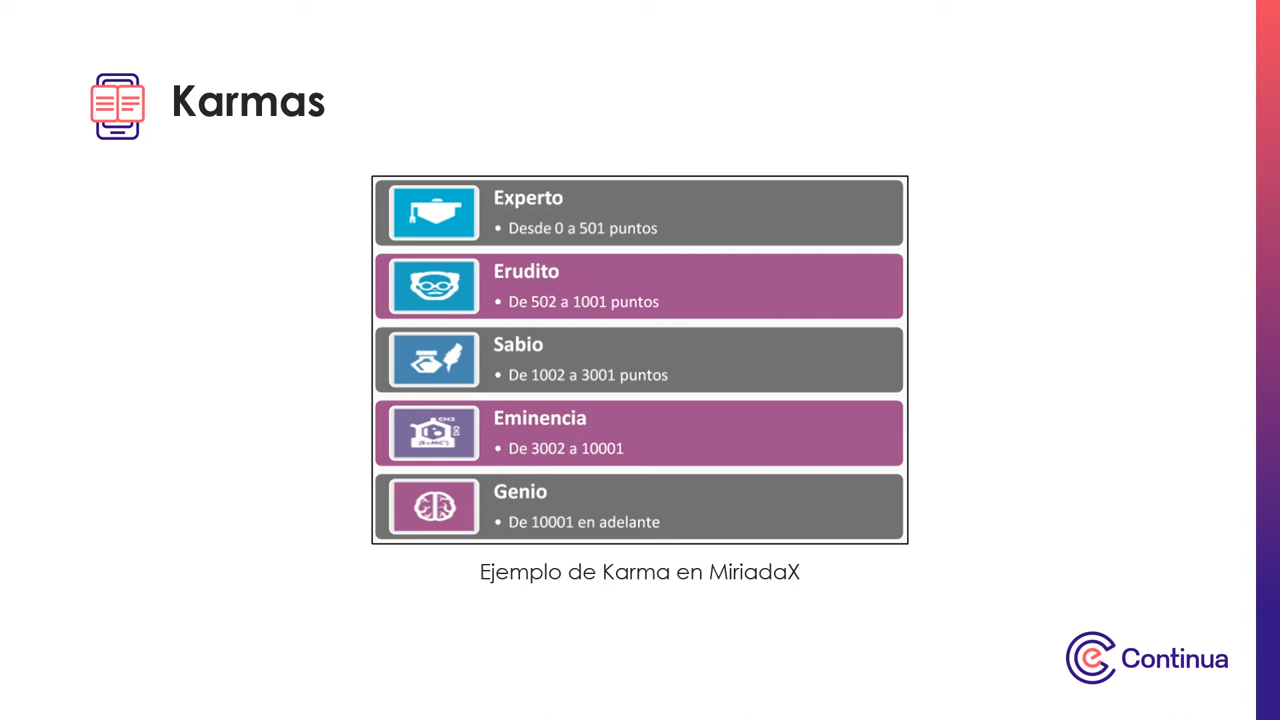 Karmas
Experto
• Desde 0 a 501 puntos
Erudito
• De 502 a 1001 puntos
Sabio
• De 1002 a 3001 puntos
Eminencia
• De 3002 a 10001
Genio
• De 10001 en adelante
Ejemplo de Karma en MiriadaX
e Continua